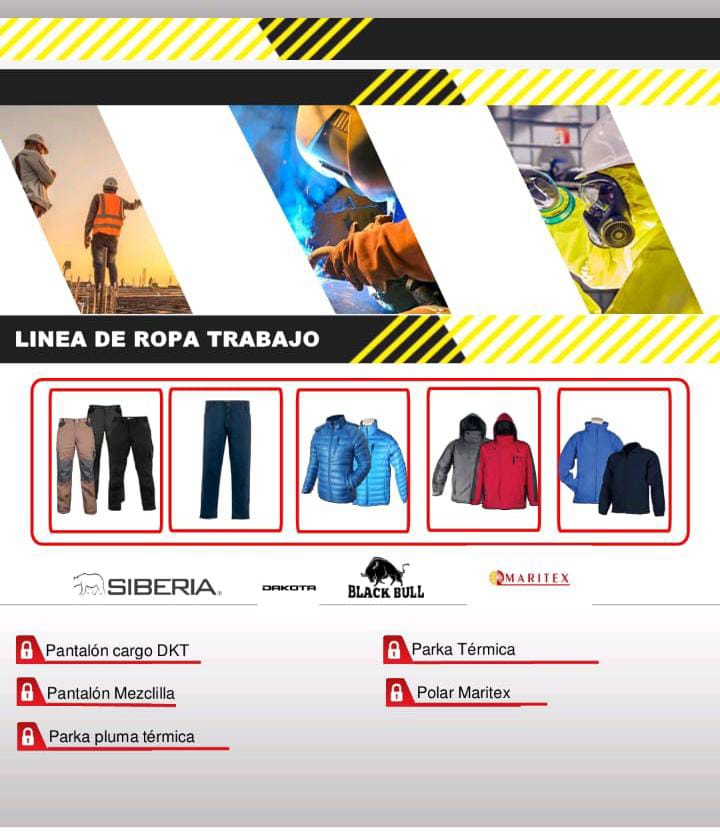 LINEA DE ROPA TRABAJO
SIBERIA®
DAKOTA
BLACK BULL
MARITEX
Pantalón cargo DKT
Pantalón Mezclilla
Parka pluma térmica
Parka Térmica
Polar Maritex